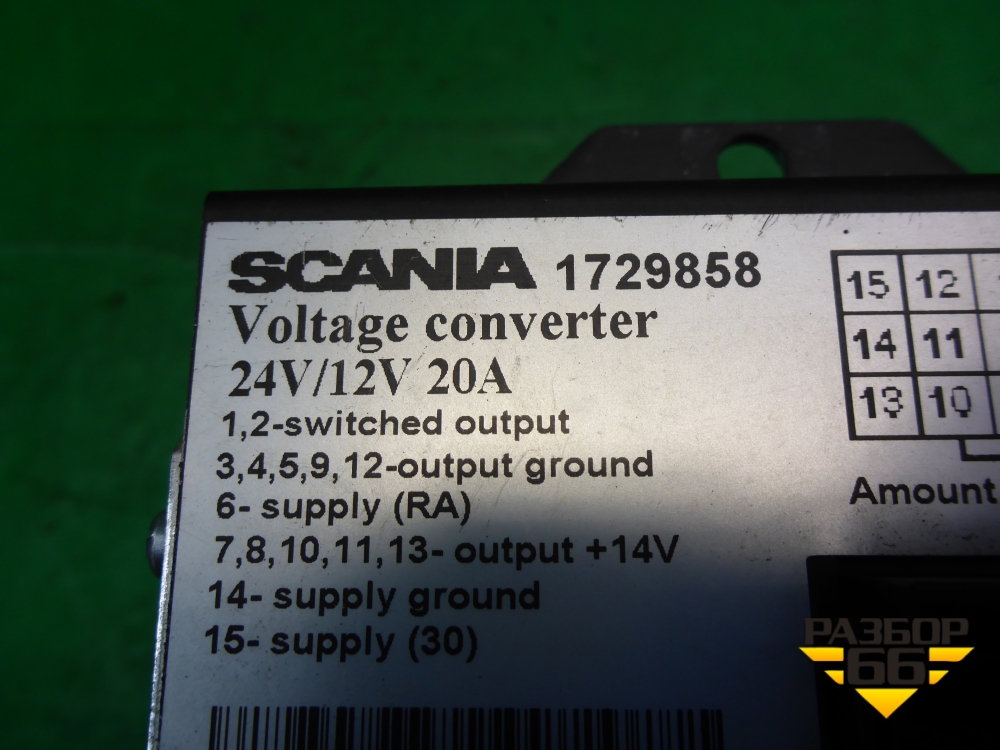 SCANIA 1729858
Voltage converter
24V/12V 20A
1,2-switched output
3,4,5,9,12-output ground
6- supply (RA)
7,8,10,11,13- output +14V
14- supply ground
15- supply (30)
15 12
14 11
13 10
Amount
РАЗБОР
66